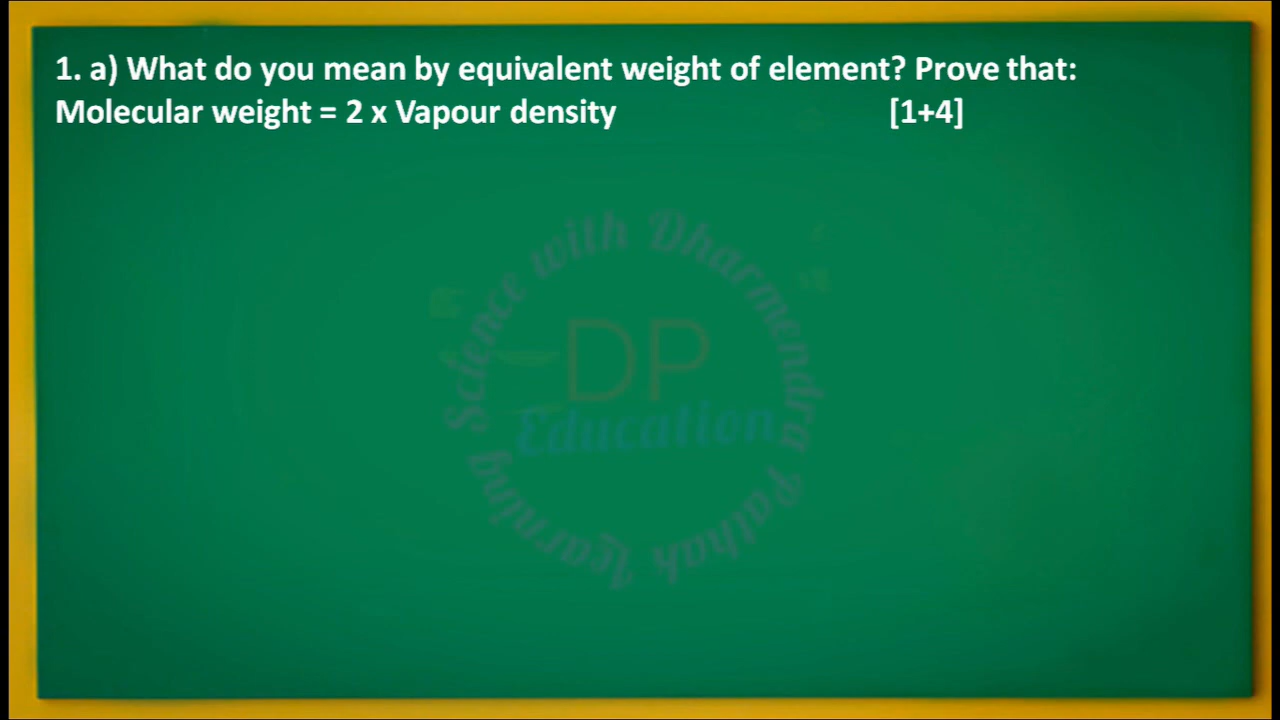 1. a) What do you mean by equivalent weight of element? Prove that:
Molecular weight = 2 x Vapour density [1+4]
Science with Dharmendra Pathak Learning
DP
Education